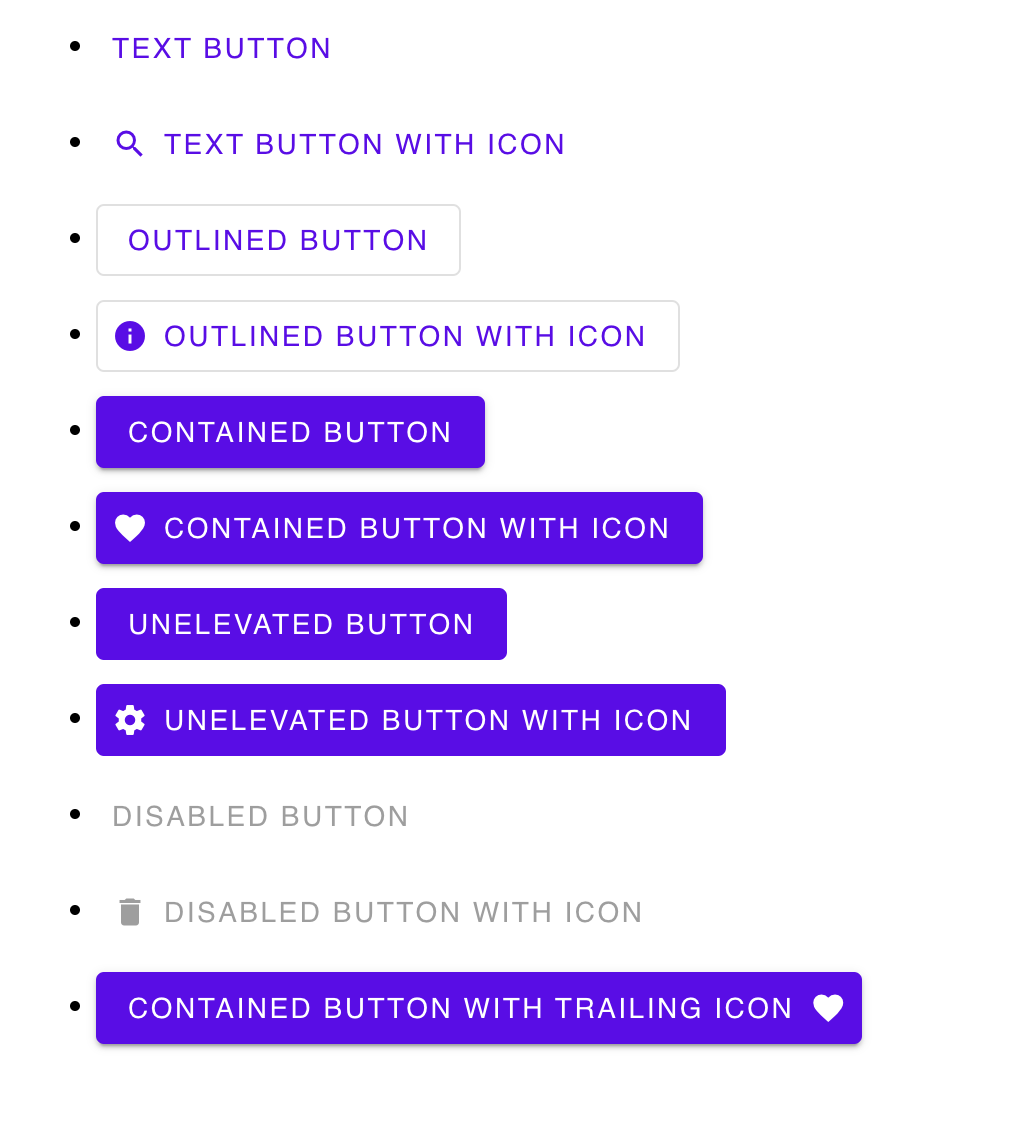 TEXT BUTTON
TEXT BUTTON WITH ICON
OUTLINED BUTTON
OUTLINED BUTTON WITH ICON
CONTAINED BUTTON
CONTAINED BUTTON WITH ICON
UNELEVATED BUTTON
UNELEVATED BUTTON WITH ICON
DISABLED BUTTON
DISABLED BUTTON WITH ICON
CONTAINED BUTTON WITH TRAILING ICON